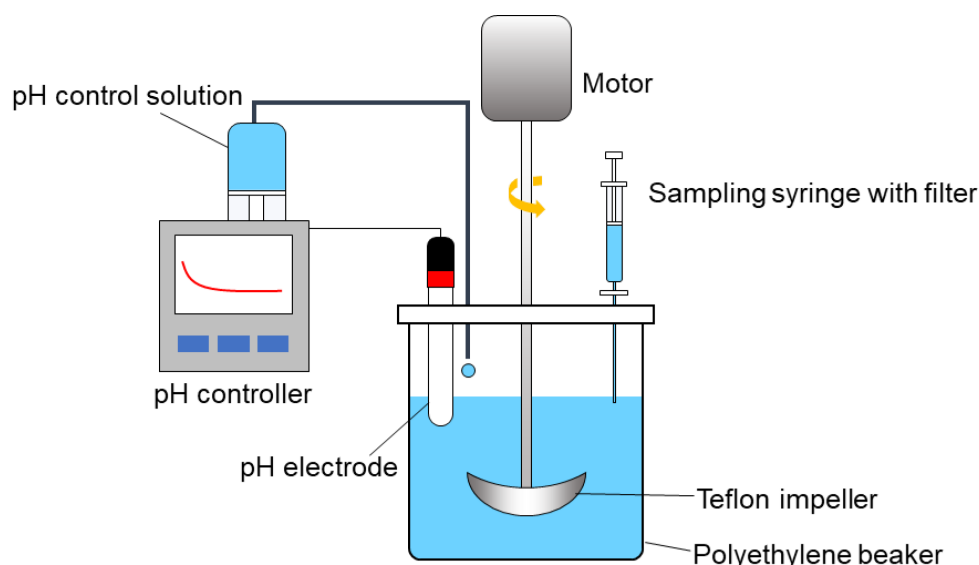 pH control solution
Motor
Sampling syringe with filter
pH controller
pH electrode
Teflon impeller
Polyethylene beaker